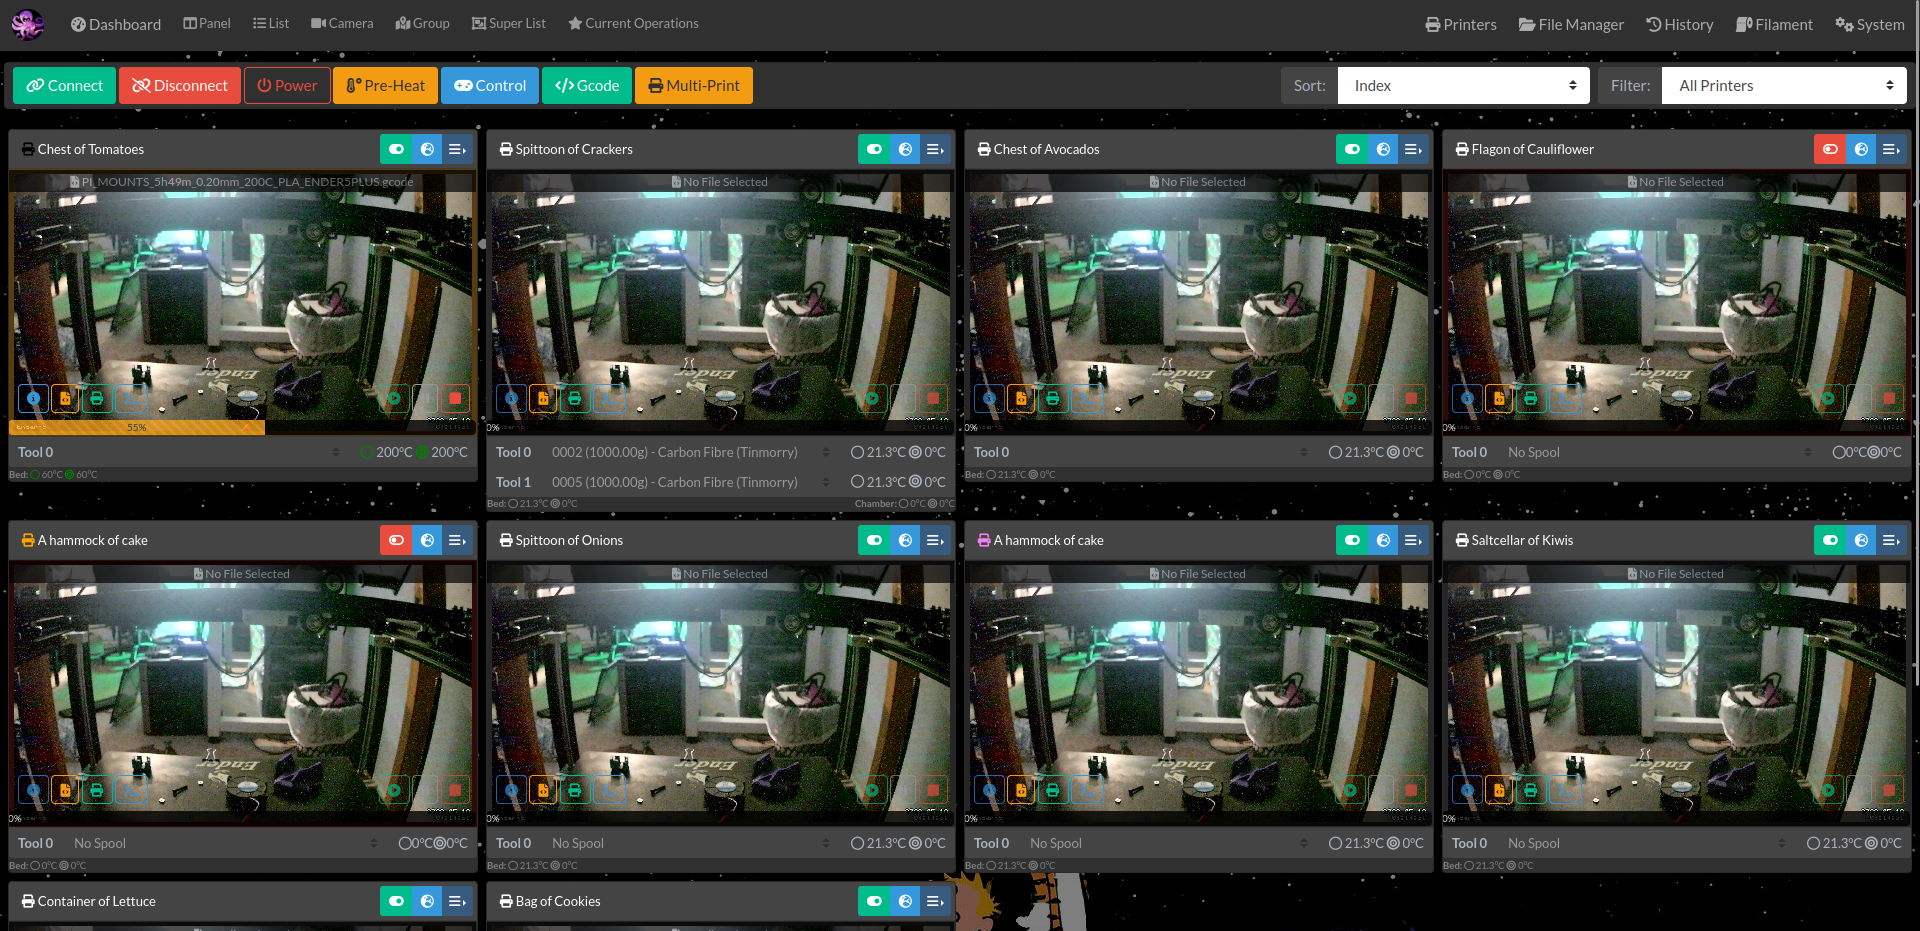 Dashboard Panel List Camera Group Super List Current Operations Printers File Manager History Filament System
Connect Disconnect Power Pre-Heat Control Gcode Multi-Print Sort: Index Filter: All Printers
Chest of Tomatoes
PI_MOUNTS_5h49m_0.20mm_200C_PLA_ENDER5PLUS.gcode
55%
Tool 0 200°C 200°C
Bed: 60°C 60°C
Spittoon of Crackers
No File Selected
0%
Tool 0 0002 (1000.00g) - Carbon Fibre (Tinmorry) 21.3°C 0°C
Tool 1 0005 (1000.00g) - Carbon Fibre (Tinmorry) 21.3°C 0°C
Bed: 21.3°C 0°C Chamber: 0°C 0°C
Chest of Avocados
No File Selected
0%
Tool 0 21.3°C 0°C
Bed: 21.3°C 0°C
Flagon of Cauliflower
No File Selected
0%
Tool 0 No Spool 0°C 0°C
Bed: 0°C 0°C
A hammock of cake
No File Selected
0%
Tool 0 No Spool 0°C 0°C
Bed: 0°C 0°C
Spittoon of Onions
No File Selected
0%
Tool 0 No Spool 21.3°C 0°C
Bed: 21.3°C 0°C
A hammock of cake
No File Selected
0%
Tool 0 No Spool 21.3°C 0°C
Bed: 21.3°C 0°C
Saltcellar of Kiwis
No File Selected
0%
Tool 0 No Spool 21.3°C 0°C
Bed: 21.3°C 0°C
Container of Lettuce
Bag of Cookies